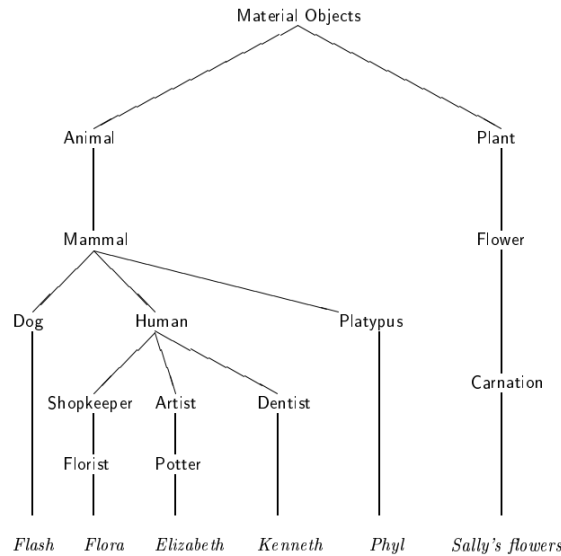 Material Objects
Animal Plant
Mammal Flower
Dog Human Platypus
Carnation
Shopkeeper Artist Dentist
Florist Potter
Flash Flora Elizabeth Kenneth Phyl Sally's flowers